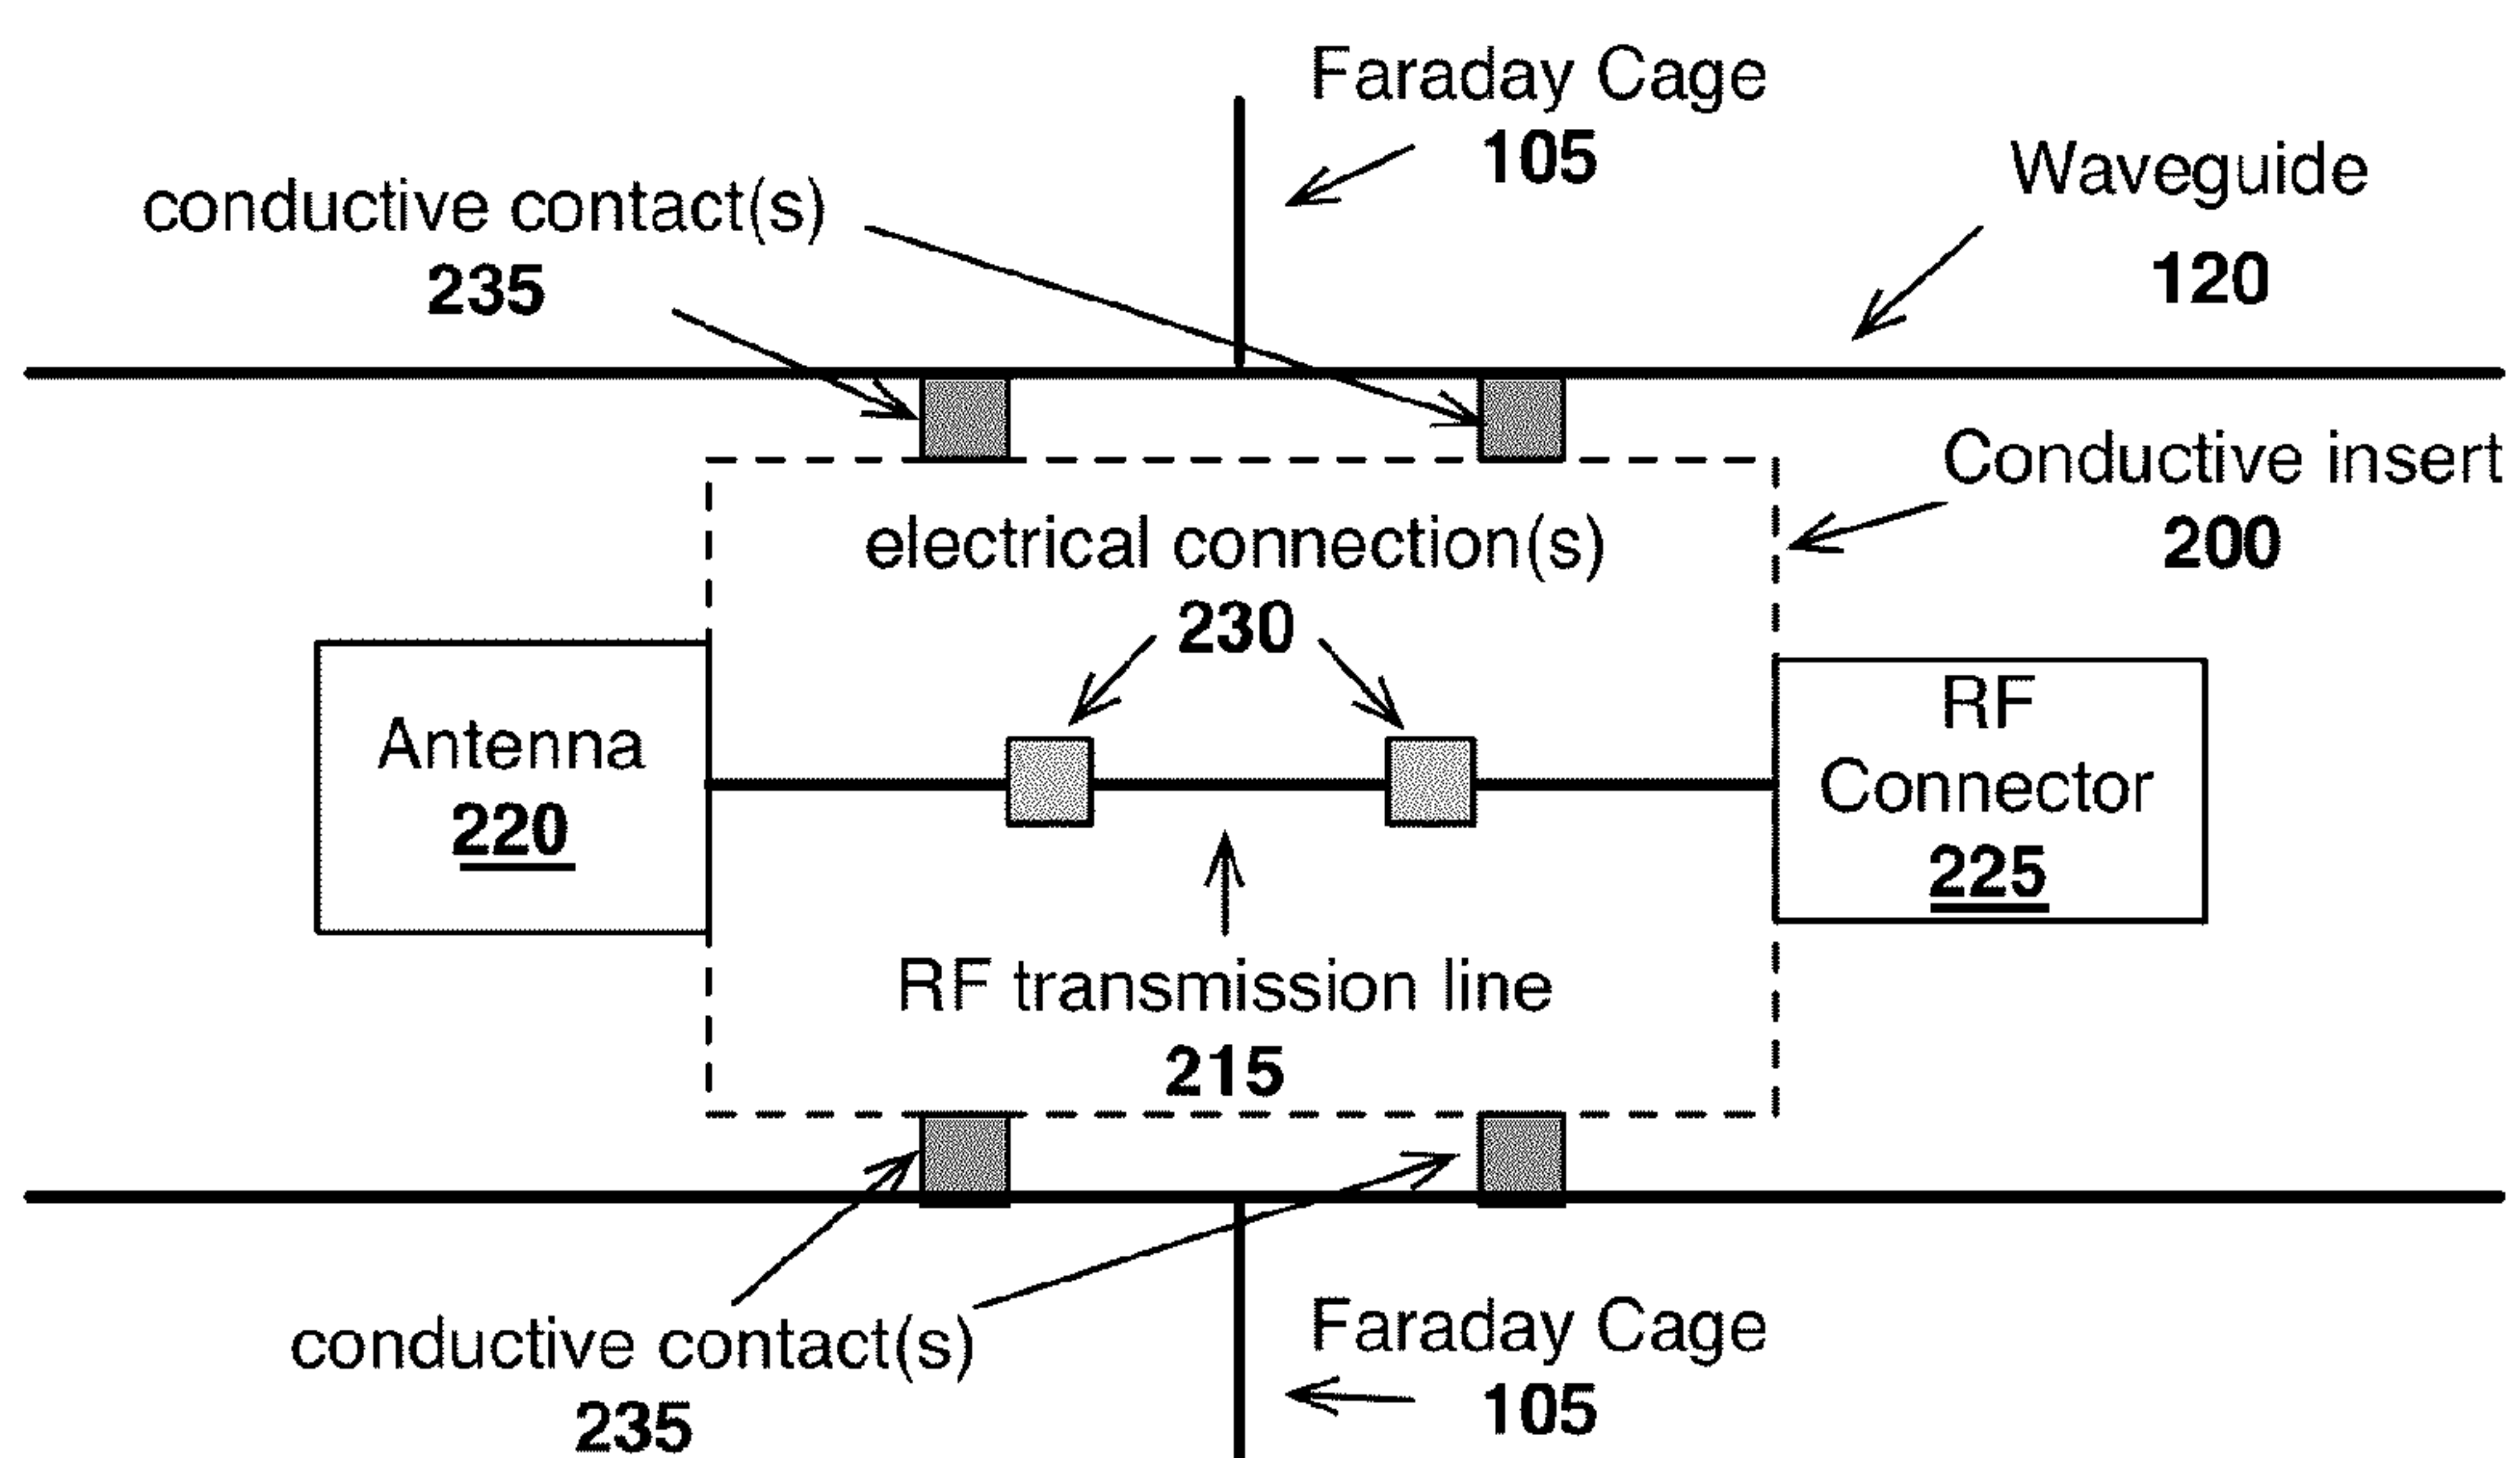 Faraday Cage
105
Waveguide
120
conductive contact(s)
235
Conductive insert
200
electrical connection(s)
230
Antenna
220
RF
Connector
225
RF transmission line
215
conductive contact(s)
235
Faraday Cage
105